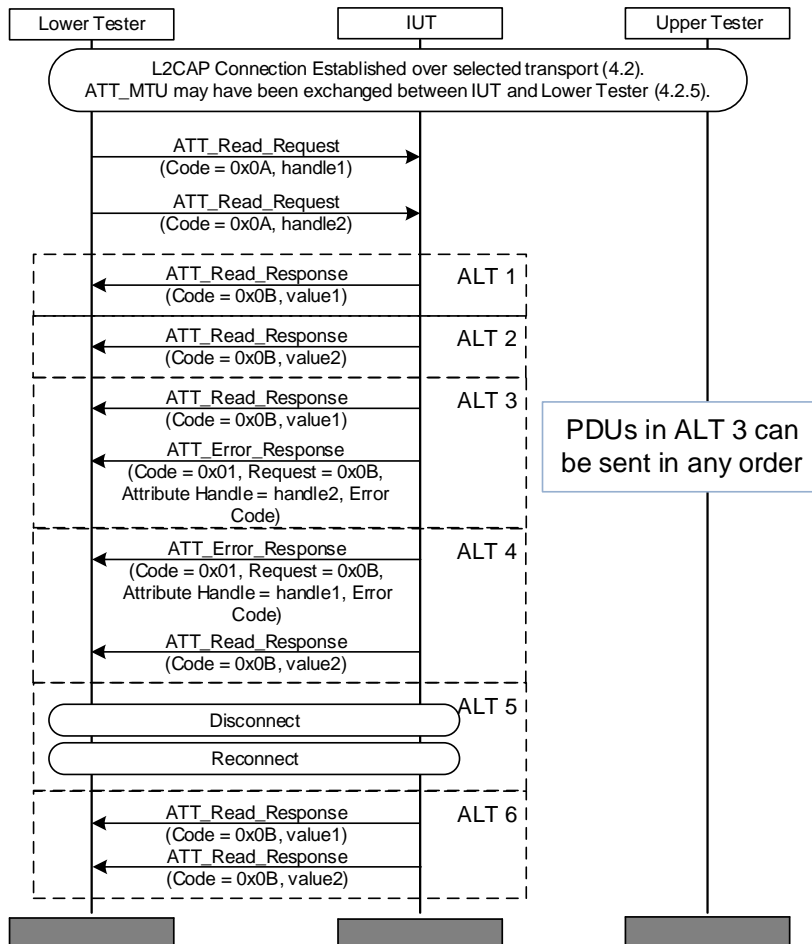 Lower Tester
IUT
Upper Tester
L2CAP Connection Established over selected transport (4.2).
ATT_MTU may have been exchanged between IUT and Lower Tester (4.2.5).
ATT_Read_Request
(Code = 0x0A, handle1)
ATT_Read_Request
(Code = 0x0A, handle2)
ALT 1
ATT_Read_Response
(Code = 0x0B, value1)
ALT 2
ATT_Read_Response
(Code = 0x0B, value2)
ALT 3
ATT_Read_Response
(Code = 0x0B, value1)
ATT_Error_Response
(Code = 0x01, Request = 0x0B,
Attribute Handle = handle2, Error
Code)
PDUs in ALT 3 can
be sent in any order
ALT 4
ATT_Error_Response
(Code = 0x01, Request = 0x0B,
Attribute Handle = handle1, Error
Code)
ATT_Read_Response
(Code = 0x0B, value2)
ALT 5
Disconnect
Reconnect
ALT 6
ATT_Read_Response
(Code = 0x0B, value1)
ATT_Read_Response
(Code = 0x0B, value2)